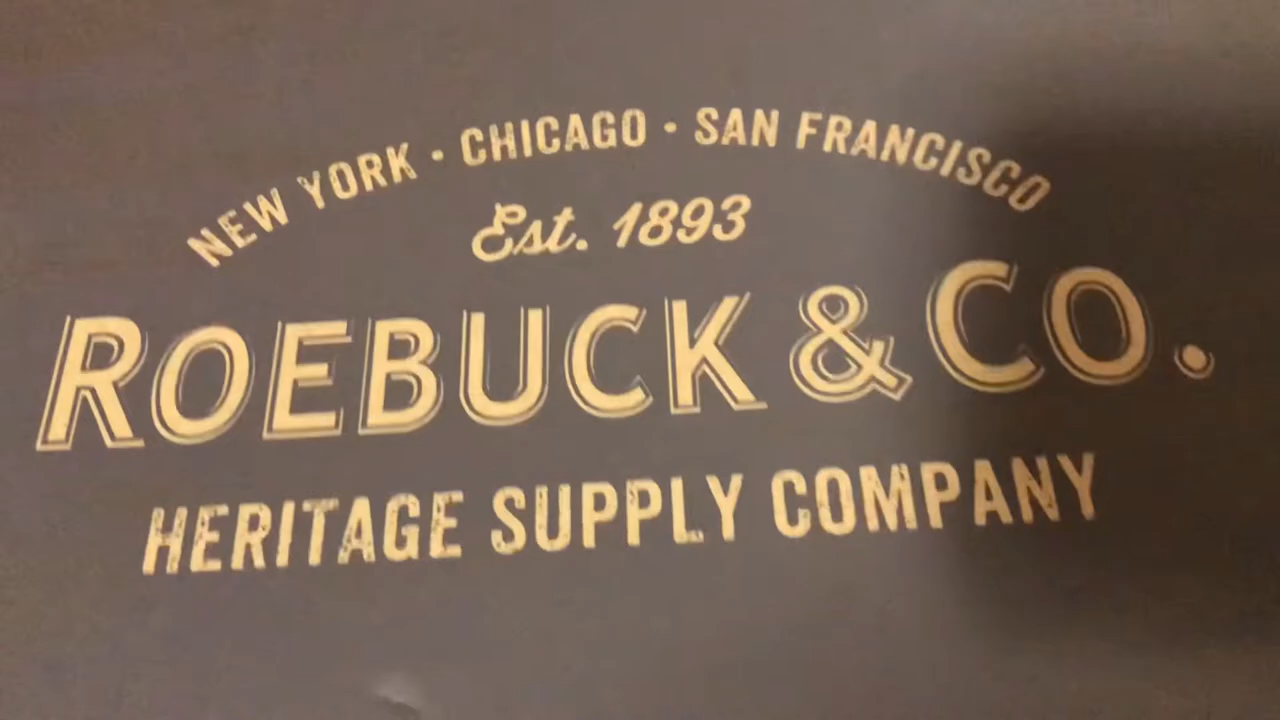 NEW YORK · CHICAGO · SAN FRANCISCO
Est. 1893
ROEBUCK & CO.
HERITAGE SUPPLY COMPANY